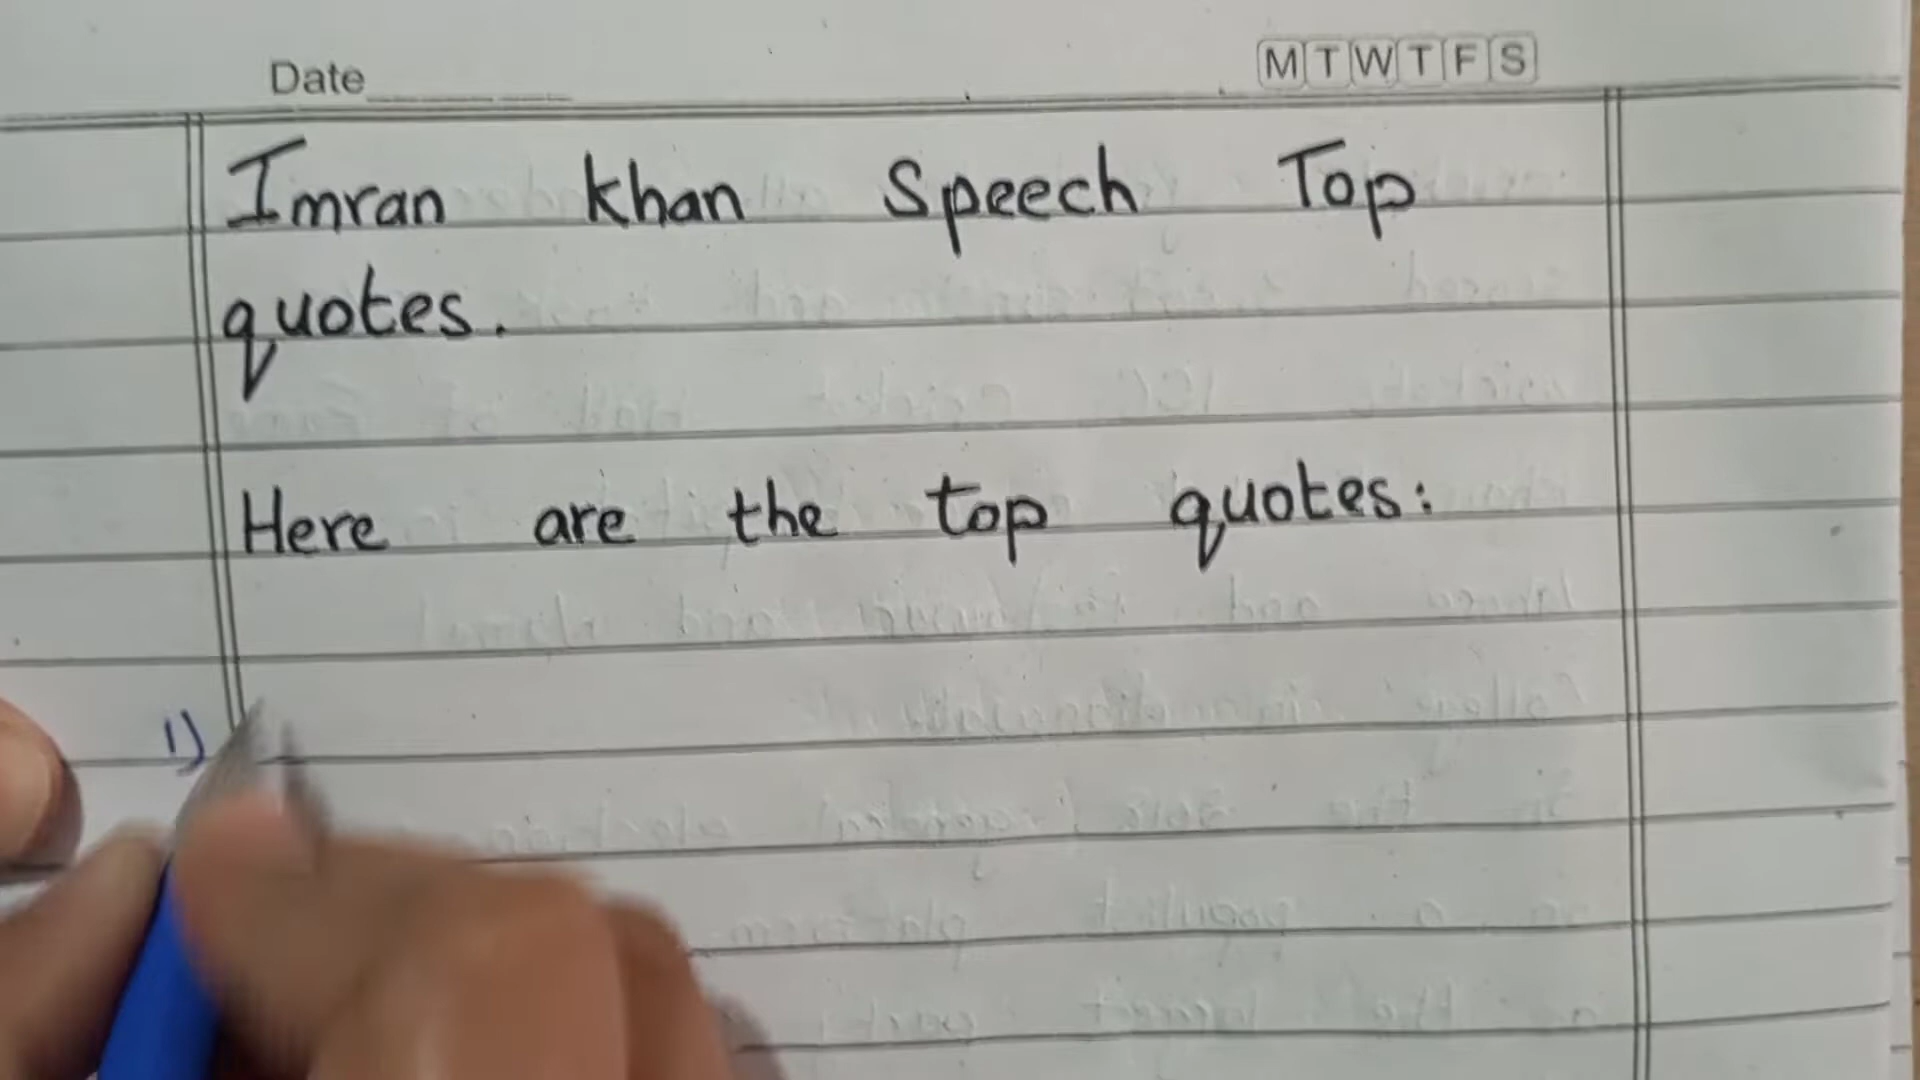 Date
M T W T F S
Imran Khan Speech Top
quotes.
Here are the top quotes:
1)